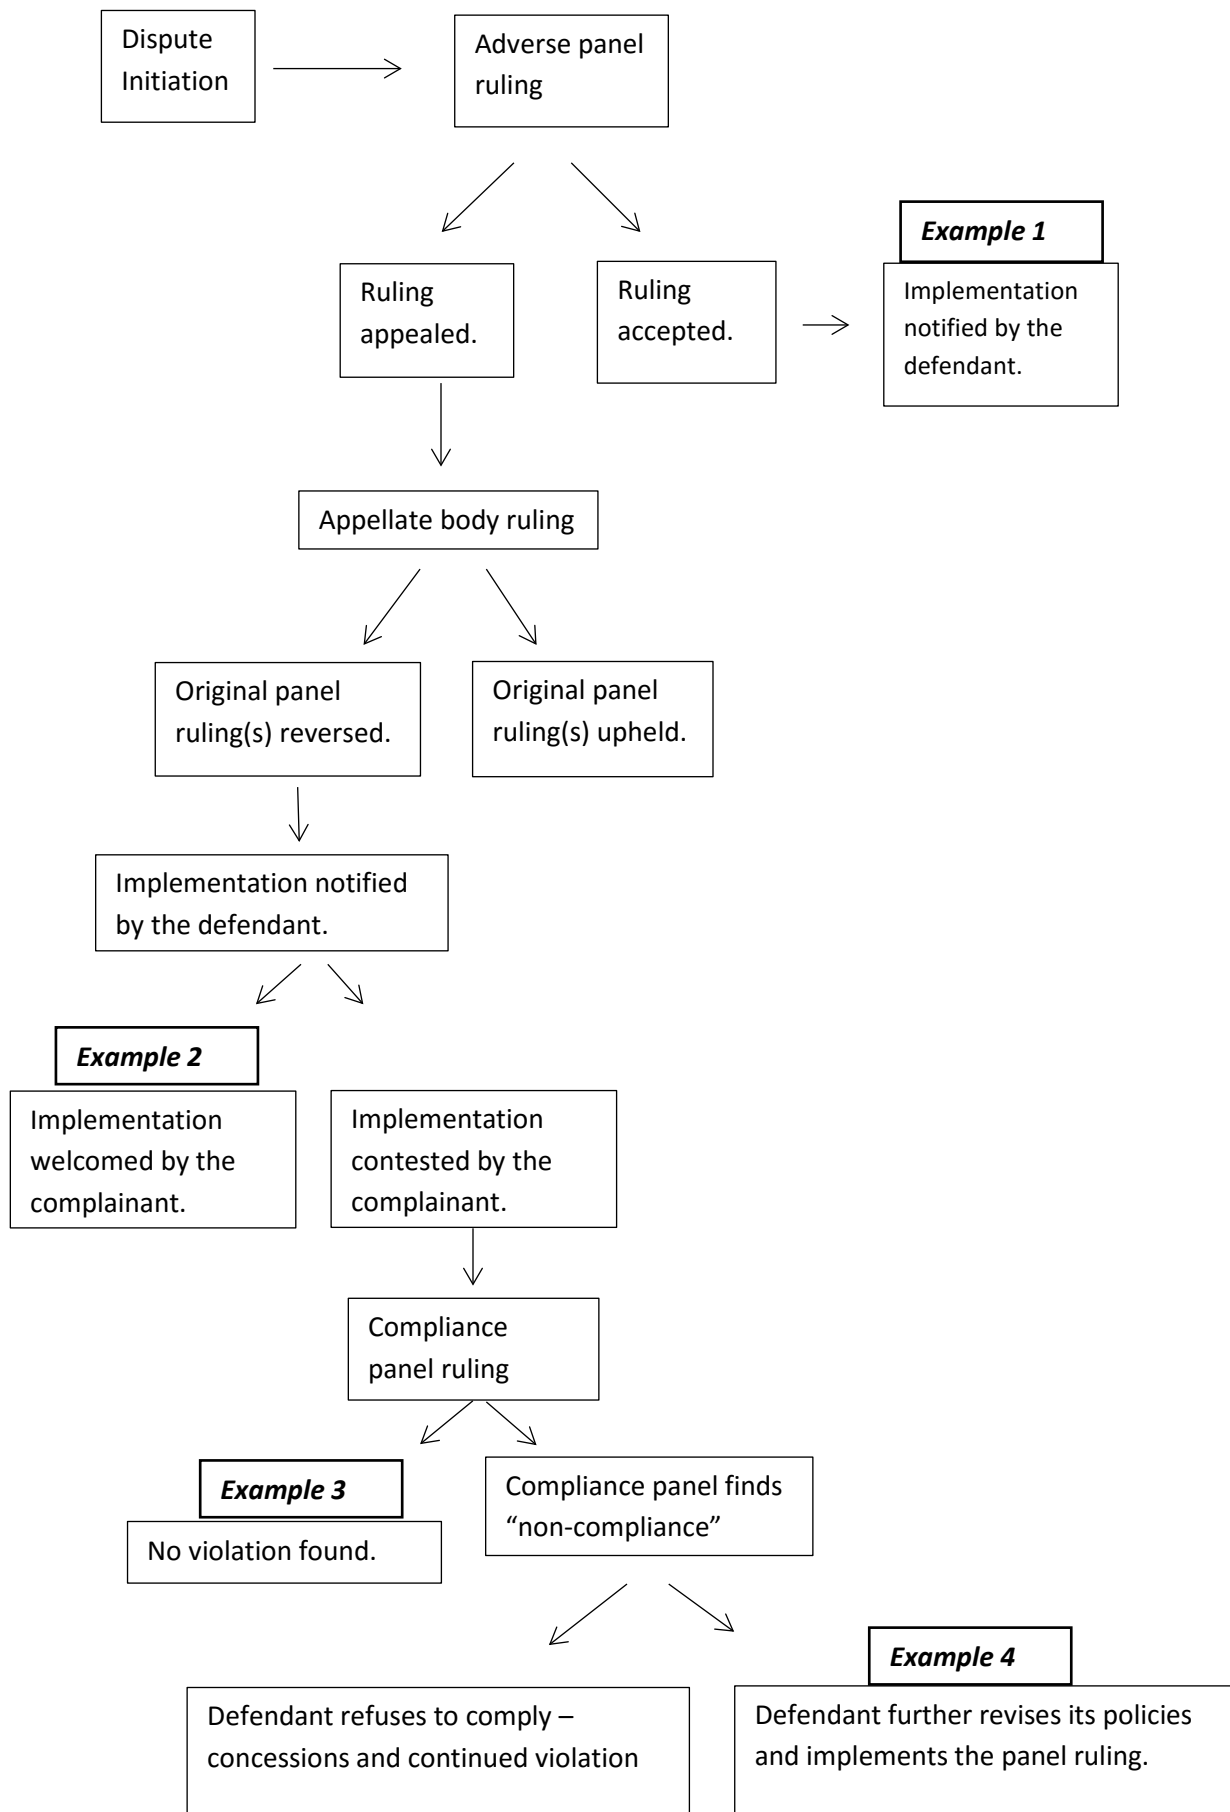 Dispute
Initiation
Adverse panel
ruling
Ruling
appealed.
Ruling
accepted.
Example 1
Implementation
notified by the
defendant.
Appellate body ruling
Original panel
ruling(s) reversed.
Original panel
ruling(s) upheld.
Implementation notified
by the defendant.
Example 2
Implementation
welcomed by the
complainant.
Implementation
contested by the
complainant.
Compliance
panel ruling
Example 3
No violation found.
Compliance panel finds
“non-compliance”
Defendant refuses to comply –
concessions and continued violation
Example 4
Defendant further revises its policies
and implements the panel ruling.